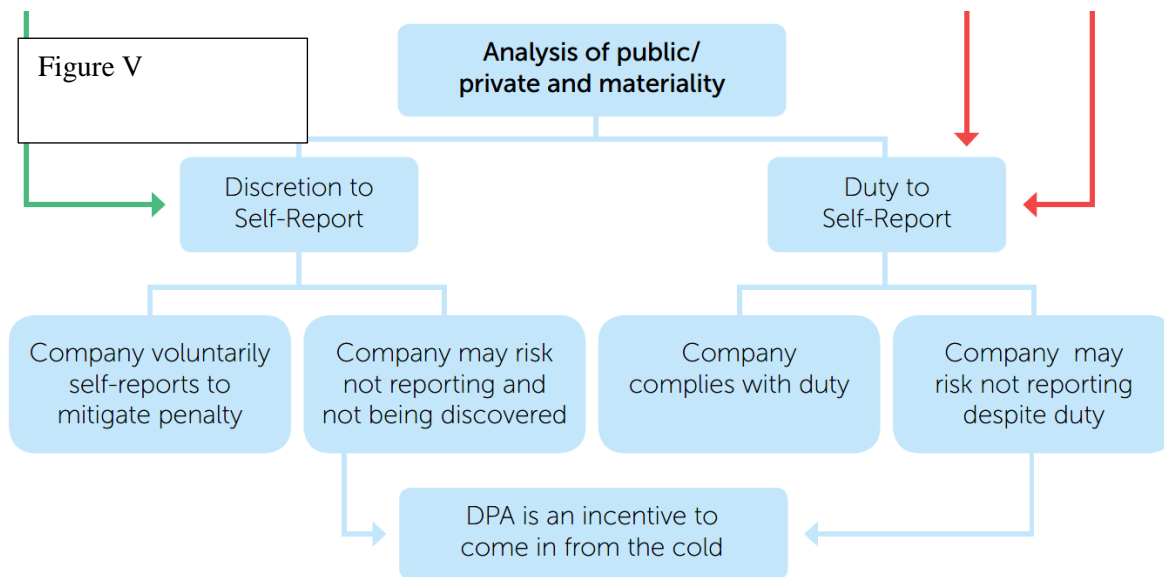 Figure V
Analysis of public/
private and materiality
Discretion to
Self-Report
Duty to
Self-Report
Company voluntarily
self-reports to
mitigate penalty
Company may risk
not reporting and
not being discovered
Company
complies with duty
Company may
risk not reporting
despite duty
DPA is an incentive to
come in from the cold